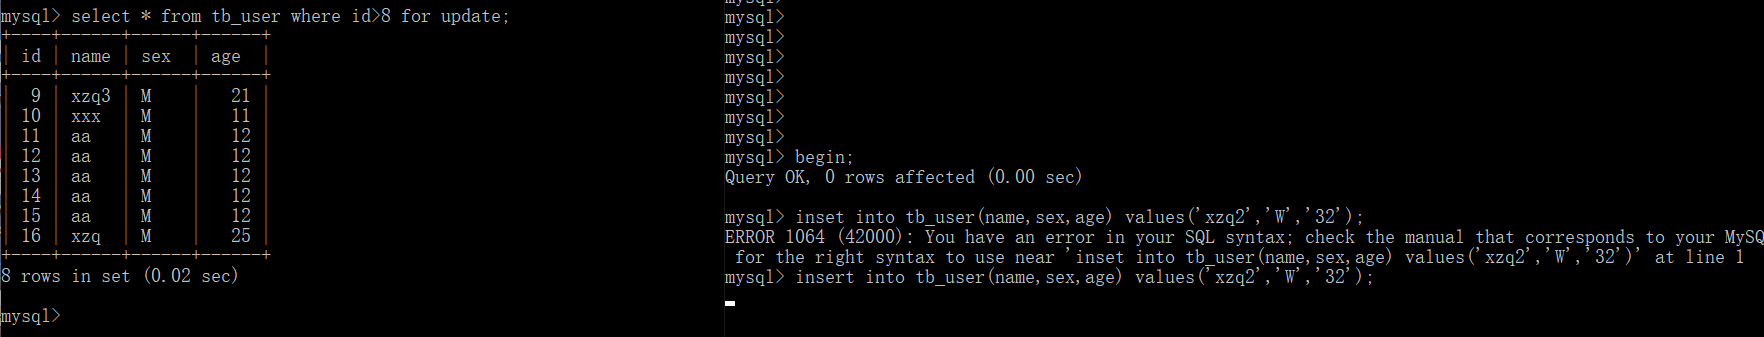 mysql> select * from tb_user where id>8 for update;
+----+------+------+------+
| id | name | sex  | age  |
+----+------+------+------+
|  9 | xzq3 | M    |   21 |
| 10 | xxx  | M    |   11 |
| 11 | aa   | M    |   12 |
| 12 | aa   | M    |   12 |
| 13 | aa   | M    |   12 |
| 14 | aa   | M    |   12 |
| 15 | aa   | M    |   12 |
| 16 | xzq  | M    |   25 |
+----+------+------+------+
8 rows in set (0.02 sec)
mysql>
mysql>
mysql>
mysql>
mysql>
mysql>
mysql>
mysql>
mysql>
mysql> begin;
Query OK, 0 rows affected (0.00 sec)
mysql> inset into tb_user(name,sex,age) values('xzq2','W','32');
ERROR 1064 (42000): You have an error in your SQL syntax; check the manual that corresponds to your MySQ
 for the right syntax to use near 'inset into tb_user(name,sex,age) values('xzq2','W','32')' at line 1
mysql> insert into tb_user(name,sex,age) values('xzq2','W','32');